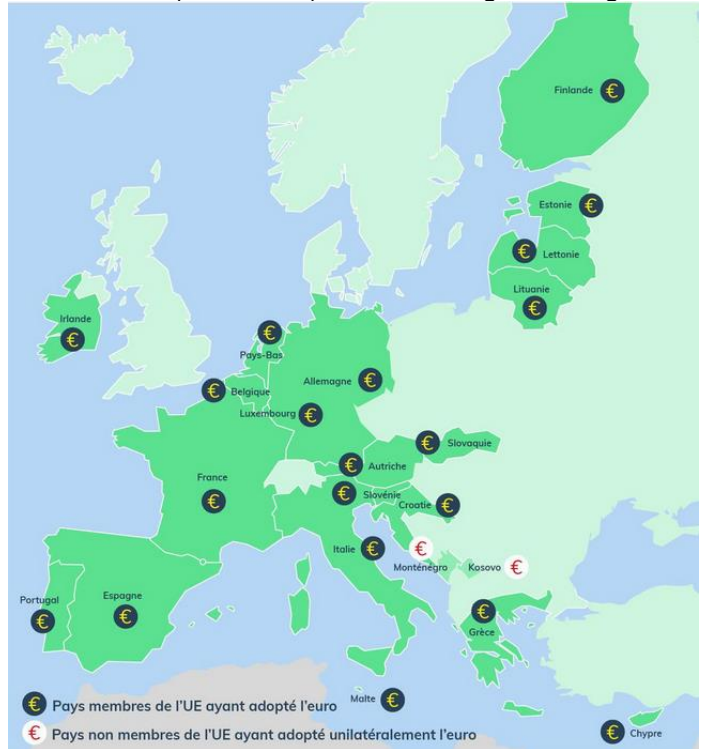 Finlande
€
Estonie
€
€
Lettonie
Lituanie
€
Irlande
€
€
Pays-Bas
Allemagne
€
€
Belgique
Luxembourg
€
€
Slovaquie
€
Autriche
France
€
€
Slovénie
Croatie
€
Italie
€
€
Monténégro
Kosovo
€
Portugal
€
Espagne
€
€
Grèce
Malte
€
€
Chypre
€ Pays membres de l'UE ayant adopté l'euro
€ Pays non membres de l'UE ayant adopté unilatéralement l'euro